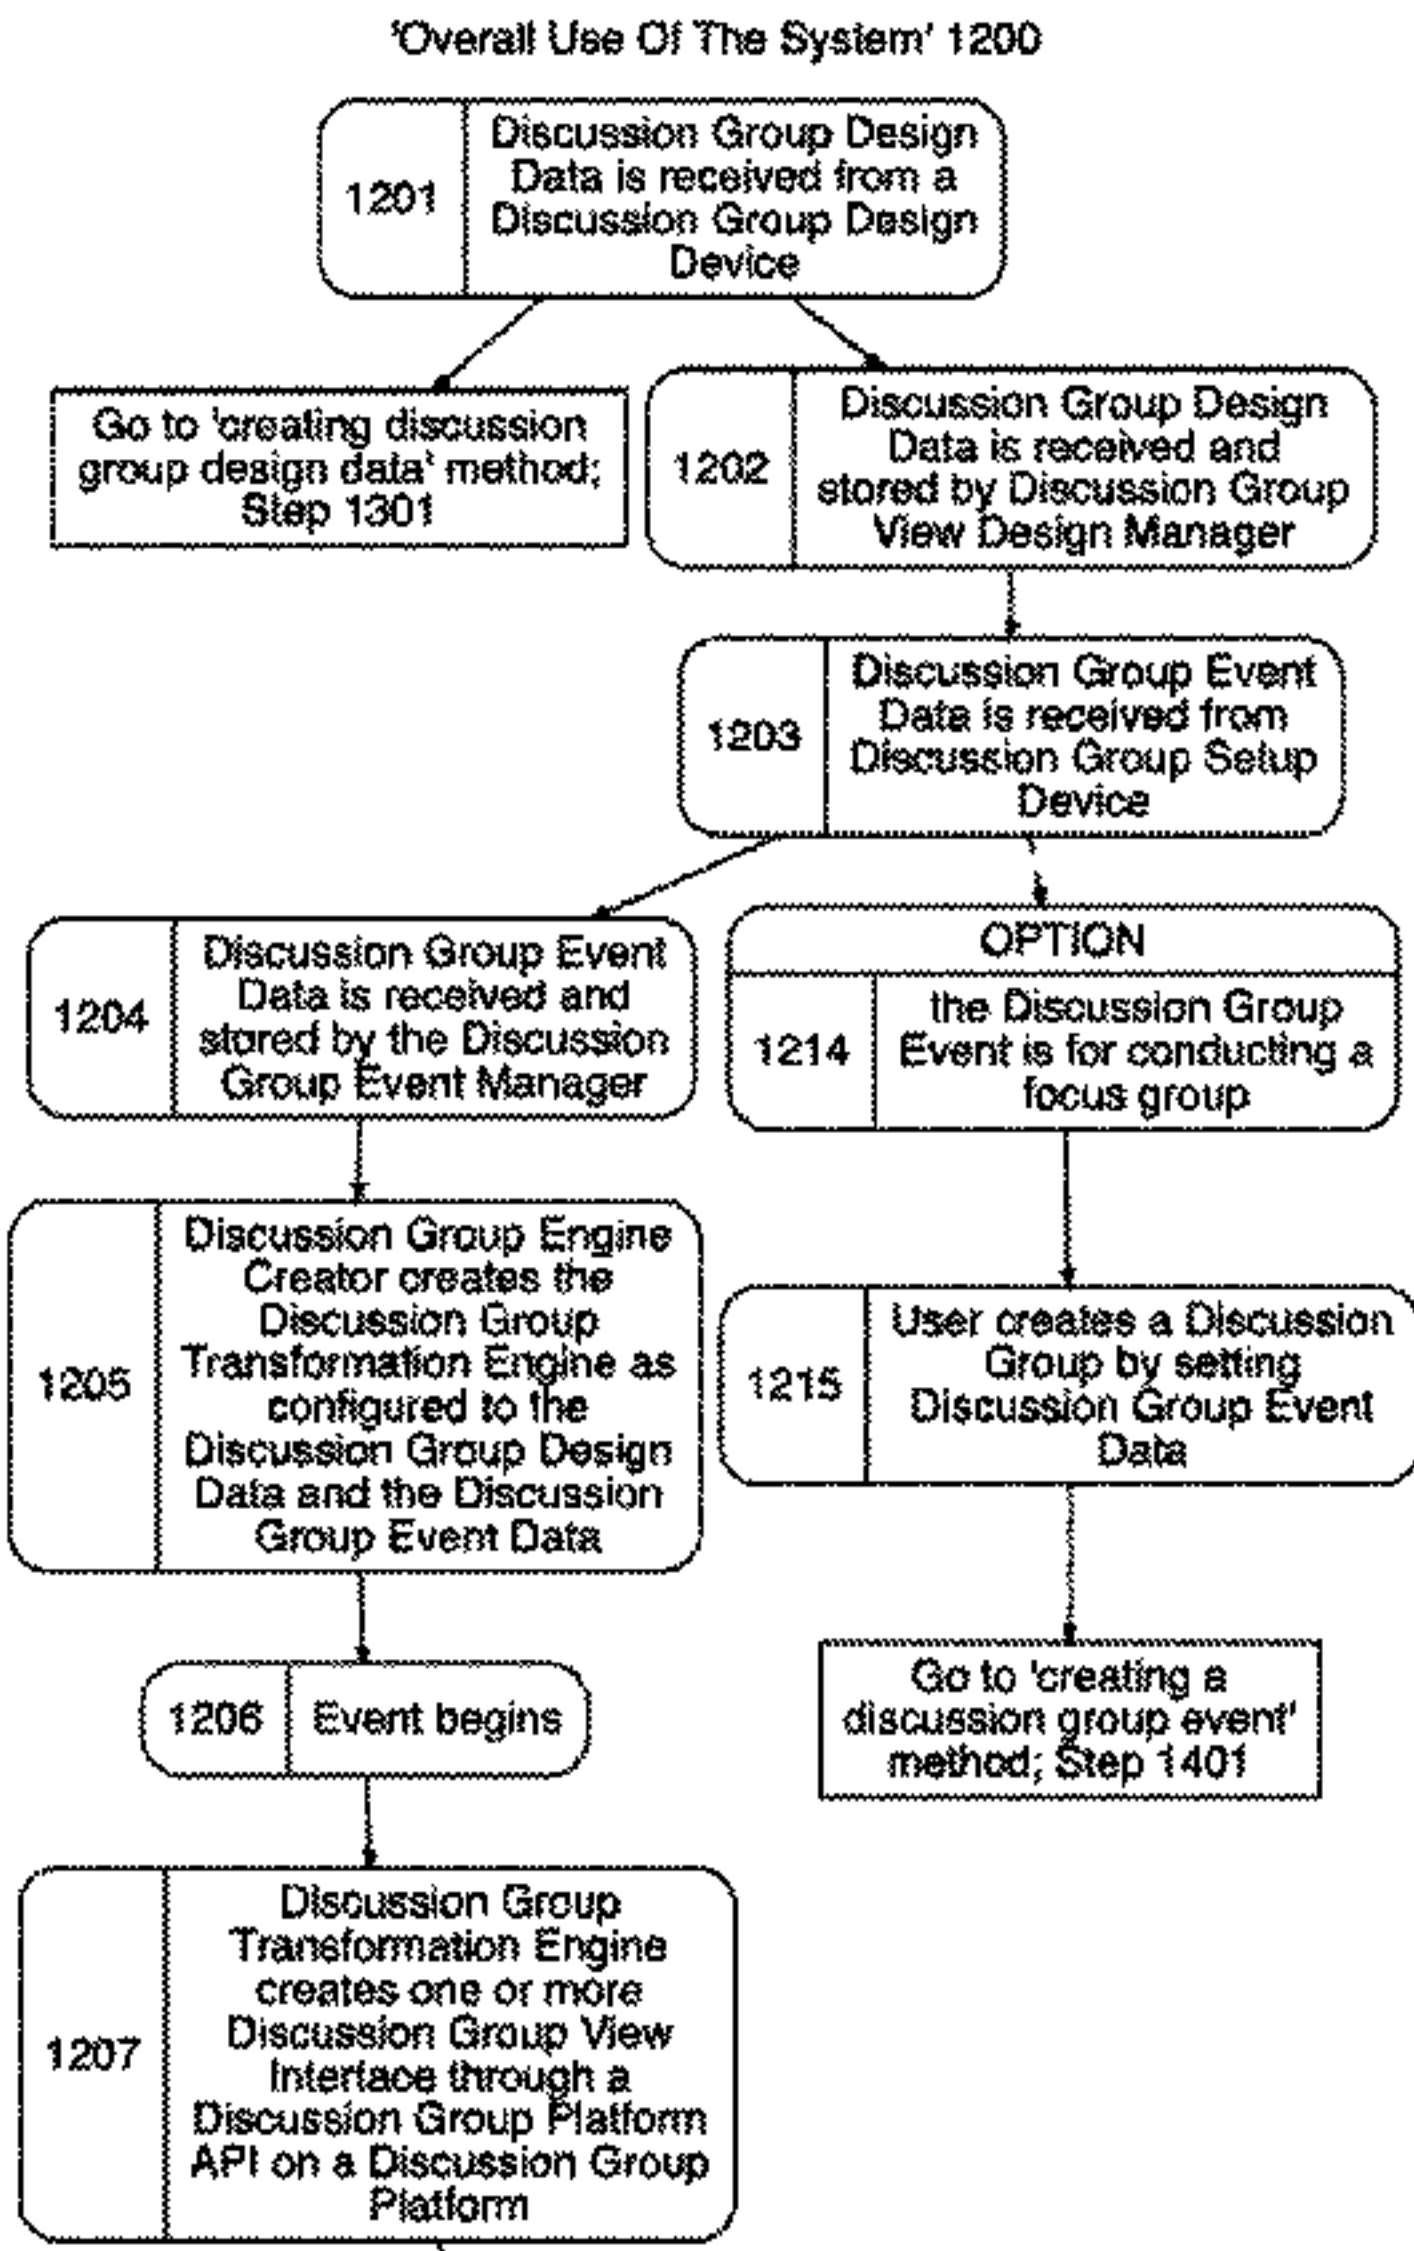 'Overall Use Of The System' 1200
1201
Discussion Group Design
Data is received from a
Discussion Group Design
Device
Go to 'creating discussion
group design data' method;
Step 1301
1202
Discussion Group Design
Data is received and
stored by Discussion Group
View Design Manager
1203
Discussion Group Event
Data is received from
Discussion Group Setup
Device
1204
Discussion Group Event
Data is received and
stored by the Discussion
Group Event Manager
OPTION
1214
the Discussion Group
Event is for conducting a
focus group
1205
Discussion Group Engine
Creator creates the
Discussion Group
Transformation Engine as
configured to the
Discussion Group Design
Data and the Discussion
Group Event Data
1215
User creates a Discussion
Group by setting
Discussion Group Event
Data
1206
Event begins
Go to 'creating a
discussion group event'
method; Step 1401
1207
Discussion Group
Transformation Engine
creates one or more
Discussion Group View
Interface through a
Discussion Group Platform
API on a Discussion Group
Platform